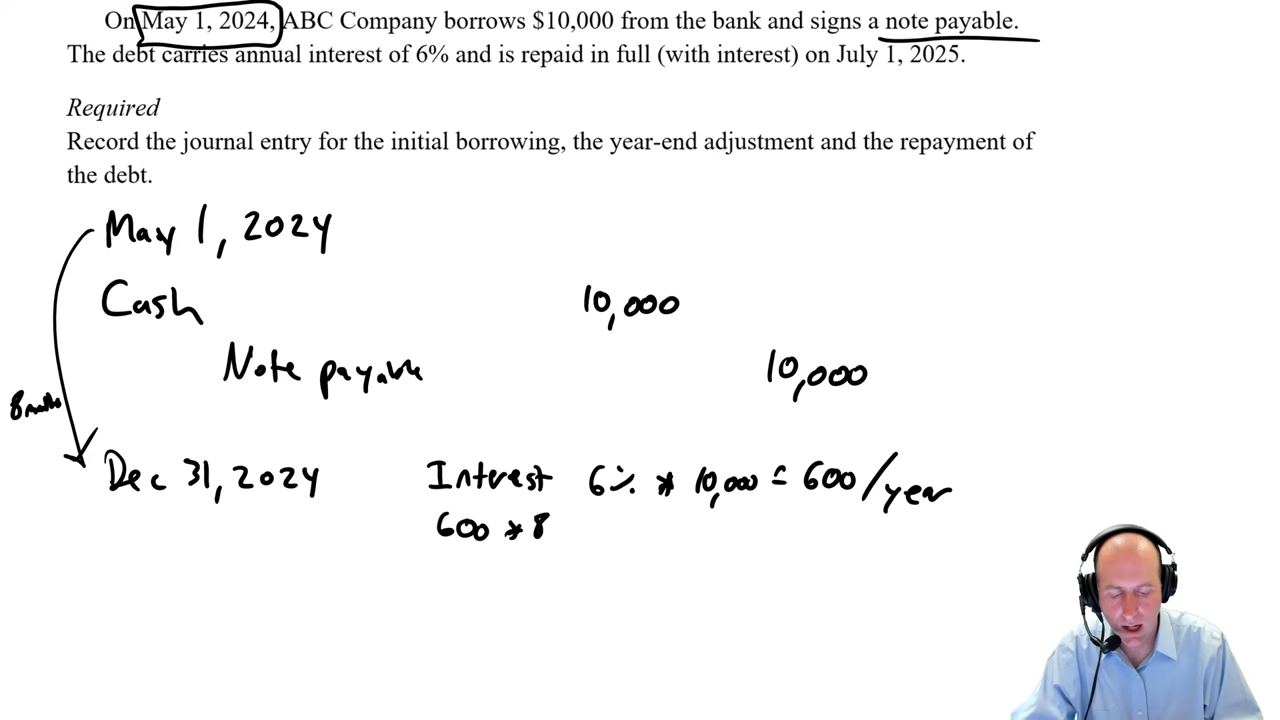 On May 1, 2024, ABC Company borrows $10,000 from the bank and signs a note payable.
The debt carries annual interest of 6% and is repaid in full (with interest) on July 1, 2025.
Required
Record the journal entry for the initial borrowing, the year-end adjustment and the repayment of
the debt.
May 1, 2024
Cash 10,000
Note payable 10,000
8 months
Dec 31, 2024 Interest 6% * 10,000 = 600/year
600 * 8